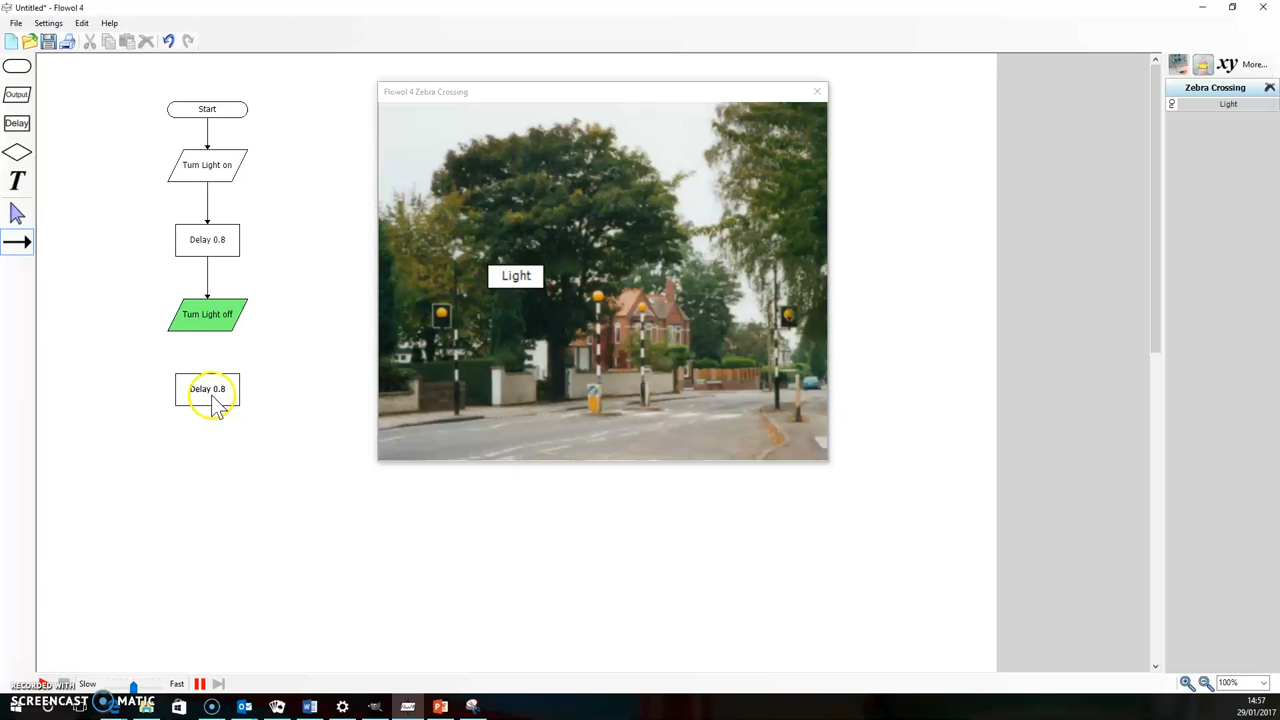 Untitled* - Flowol 4
File Settings Edit Help
Output
Delay
T
xy More...
Zebra Crossing
Light
Start
Turn Light on
Delay 0.8
Turn Light off
Delay 0.8
Flowol 4 Zebra Crossing
Light
Slow Fast
100%
RECORDED WITH
SCREENCAST MATIC
14:57
29/01/2017